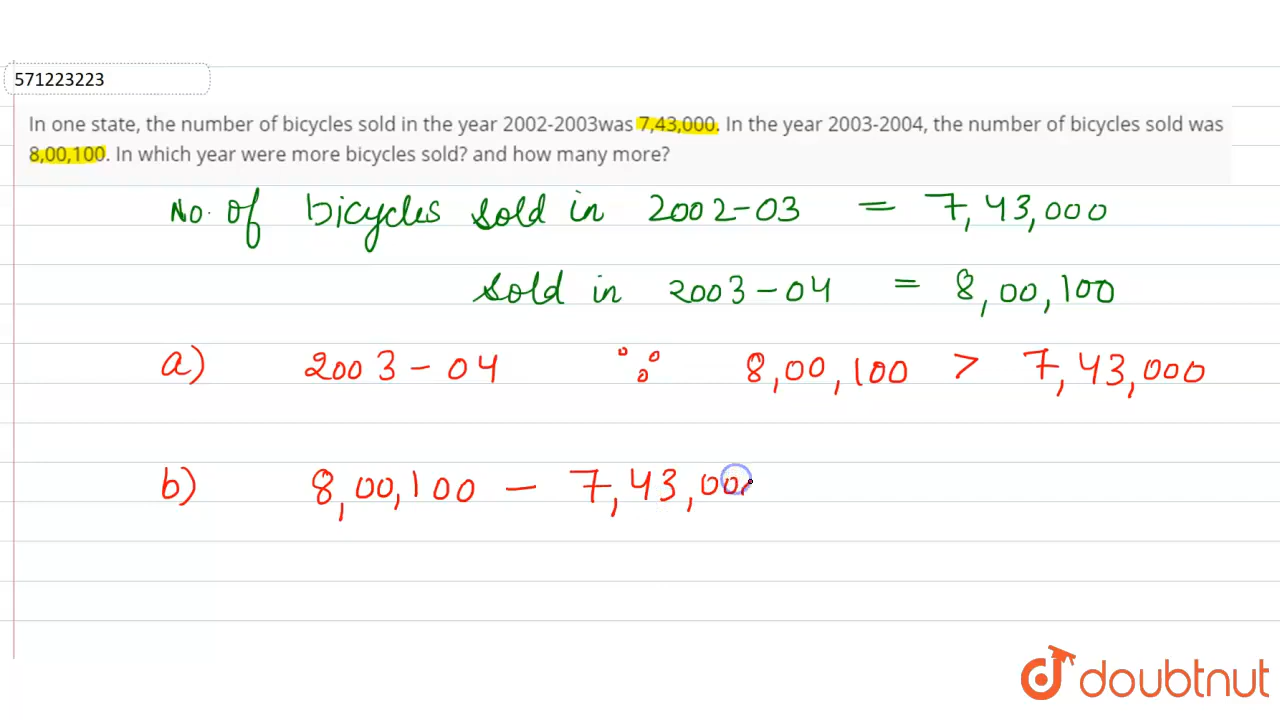 571223223
In one state, the number of bicycles sold in the year 2002-2003was 7,43,000. In the year 2003-2004, the number of bicycles sold was
8,00,100. In which year were more bicycles sold? and how many more?
No. of bicycles sold in 2002-03 = 7,43,000
sold in 2003-04 = 8,00,100
a) 2003-04 ∵ 8,00,100 > 7,43,000
b) 8,00,100 - 7,43,00
doubtnut